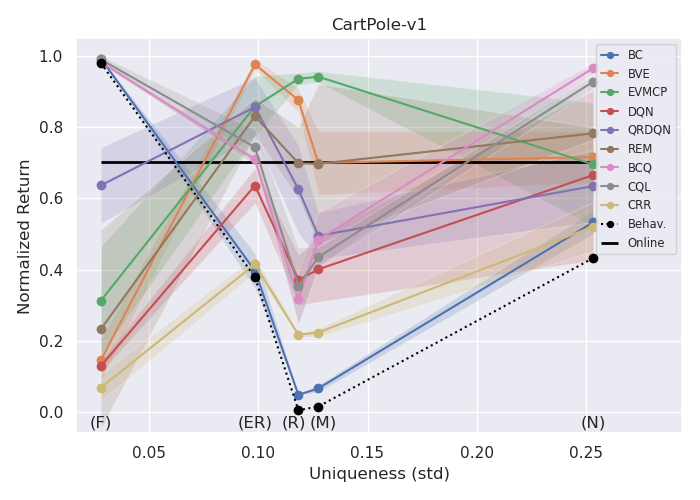 CartPole-v1
Normalized Return
1.0
0.8
0.6
0.4
0.2
0.0
BC
BVE
EVMCP
DQN
QRDQN
REM
BCQ
CQL
CRR
Behav.
Online
(F) (ER) (R) (M) (N)
0.05 0.10 0.15 0.20 0.25
Uniqueness (std)